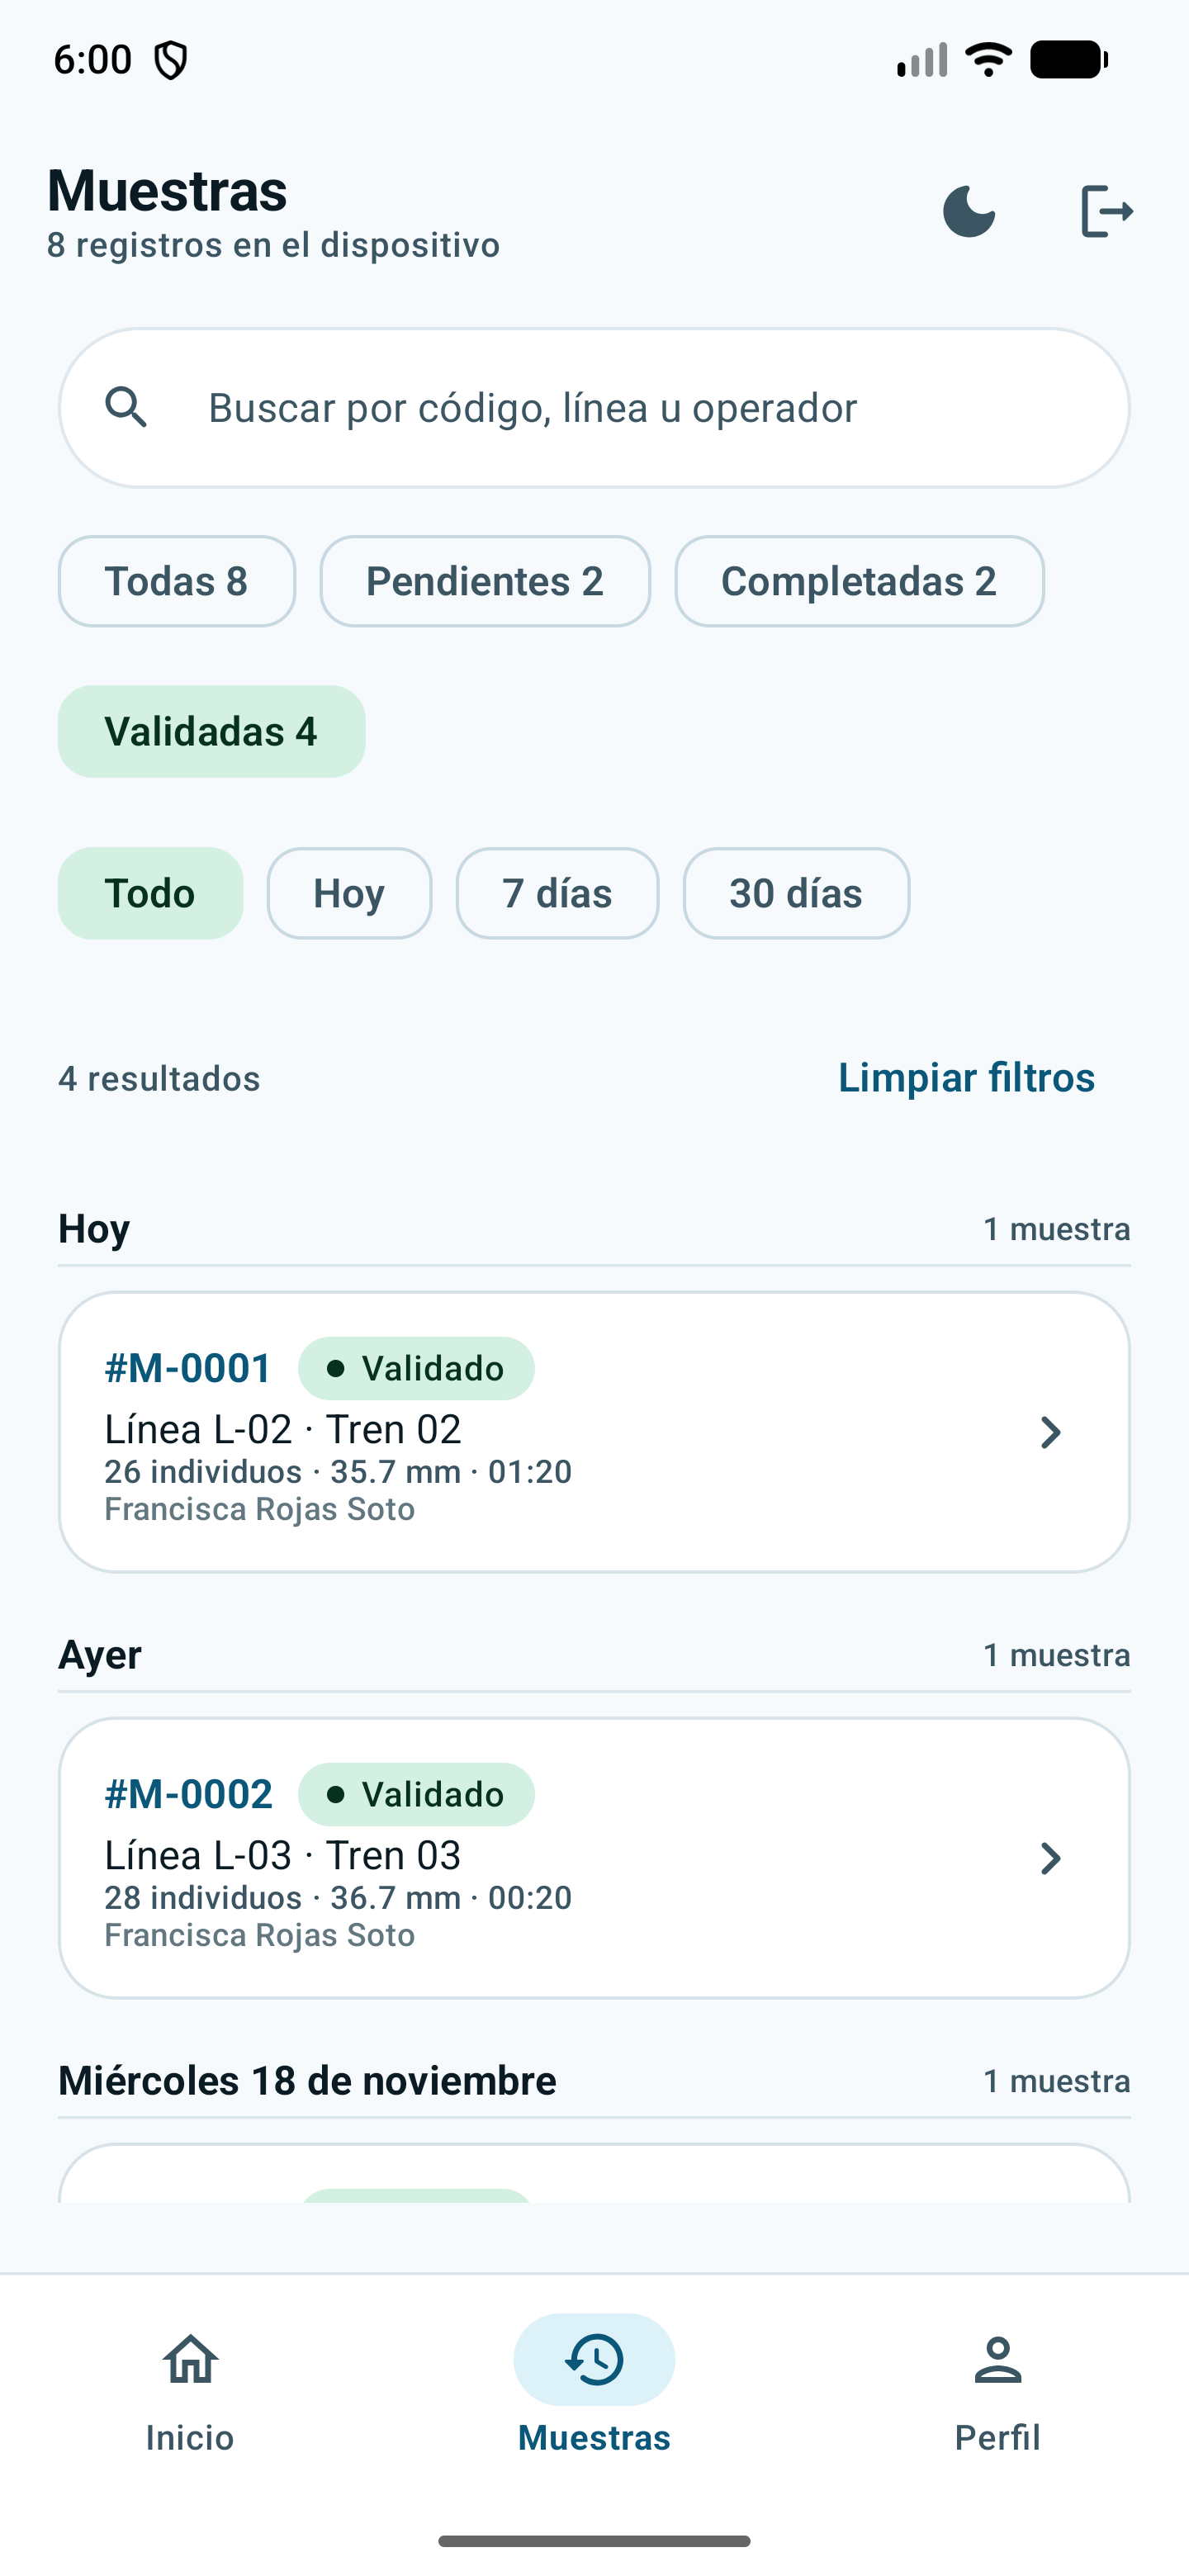 6:00
Muestras
8 registros en el dispositivo
Buscar por código, línea u operador
Todas 8
Pendientes 2
Completadas 2
Validadas 4
Todo
Hoy
7 días
30 días
4 resultados
Limpiar filtros
Hoy
1 muestra
#M-0001
Validado
Línea L-02 · Tren 02
26 individuos · 35.7 mm · 01:20
Francisca Rojas Soto
Ayer
1 muestra
#M-0002
Validado
Línea L-03 · Tren 03
28 individuos · 36.7 mm · 00:20
Francisca Rojas Soto
Miércoles 18 de noviembre
1 muestra
Inicio
Muestras
Perfil